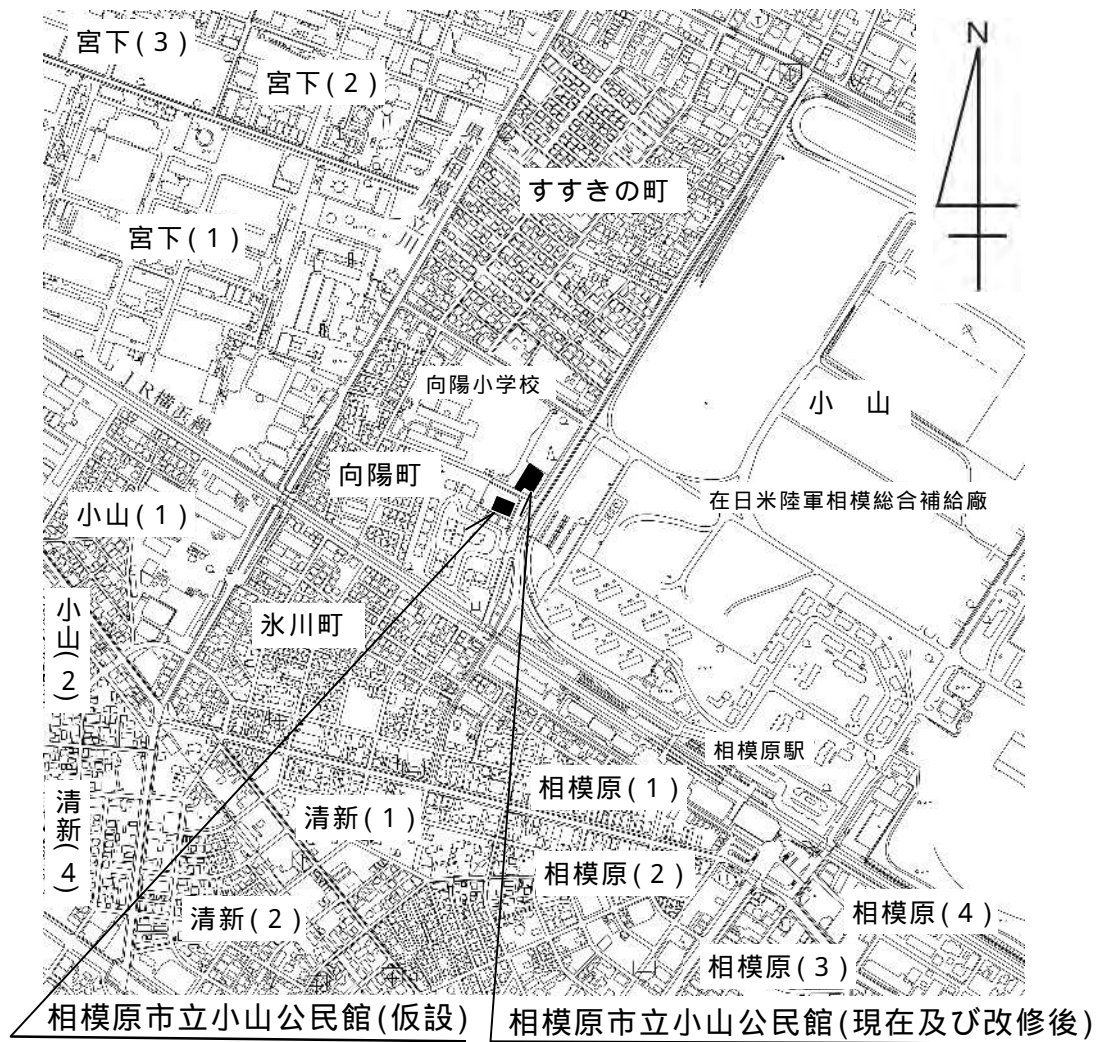 宮下(3)
宮下(2)
N
すすきの町
宮下(1)
向陽小学校
小 山
JR横浜線
向陽町
在日米陸軍相模総合補給廠
小山(1)
氷川町
小山(2)
相模原駅
相模原(1)
清新(4)
清新(1)
相模原(2)
清新(2)
相模原(4)
相模原(3)
相模原市立小山公民館(仮設)
相模原市立小山公民館(現在及び改修後)